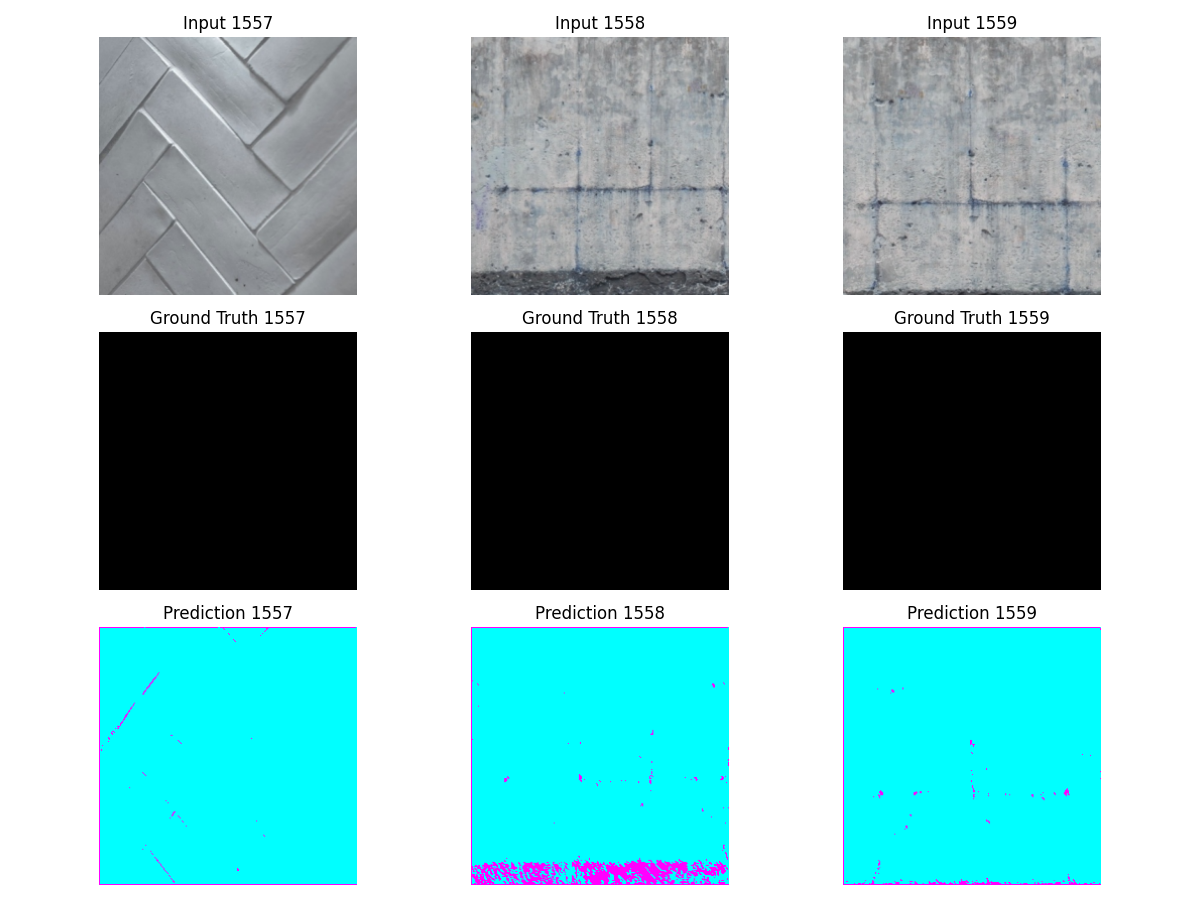 Input 1557
Input 1558
Input 1559
Ground Truth 1557
Ground Truth 1558
Ground Truth 1559
Prediction 1557
Prediction 1558
Prediction 1559